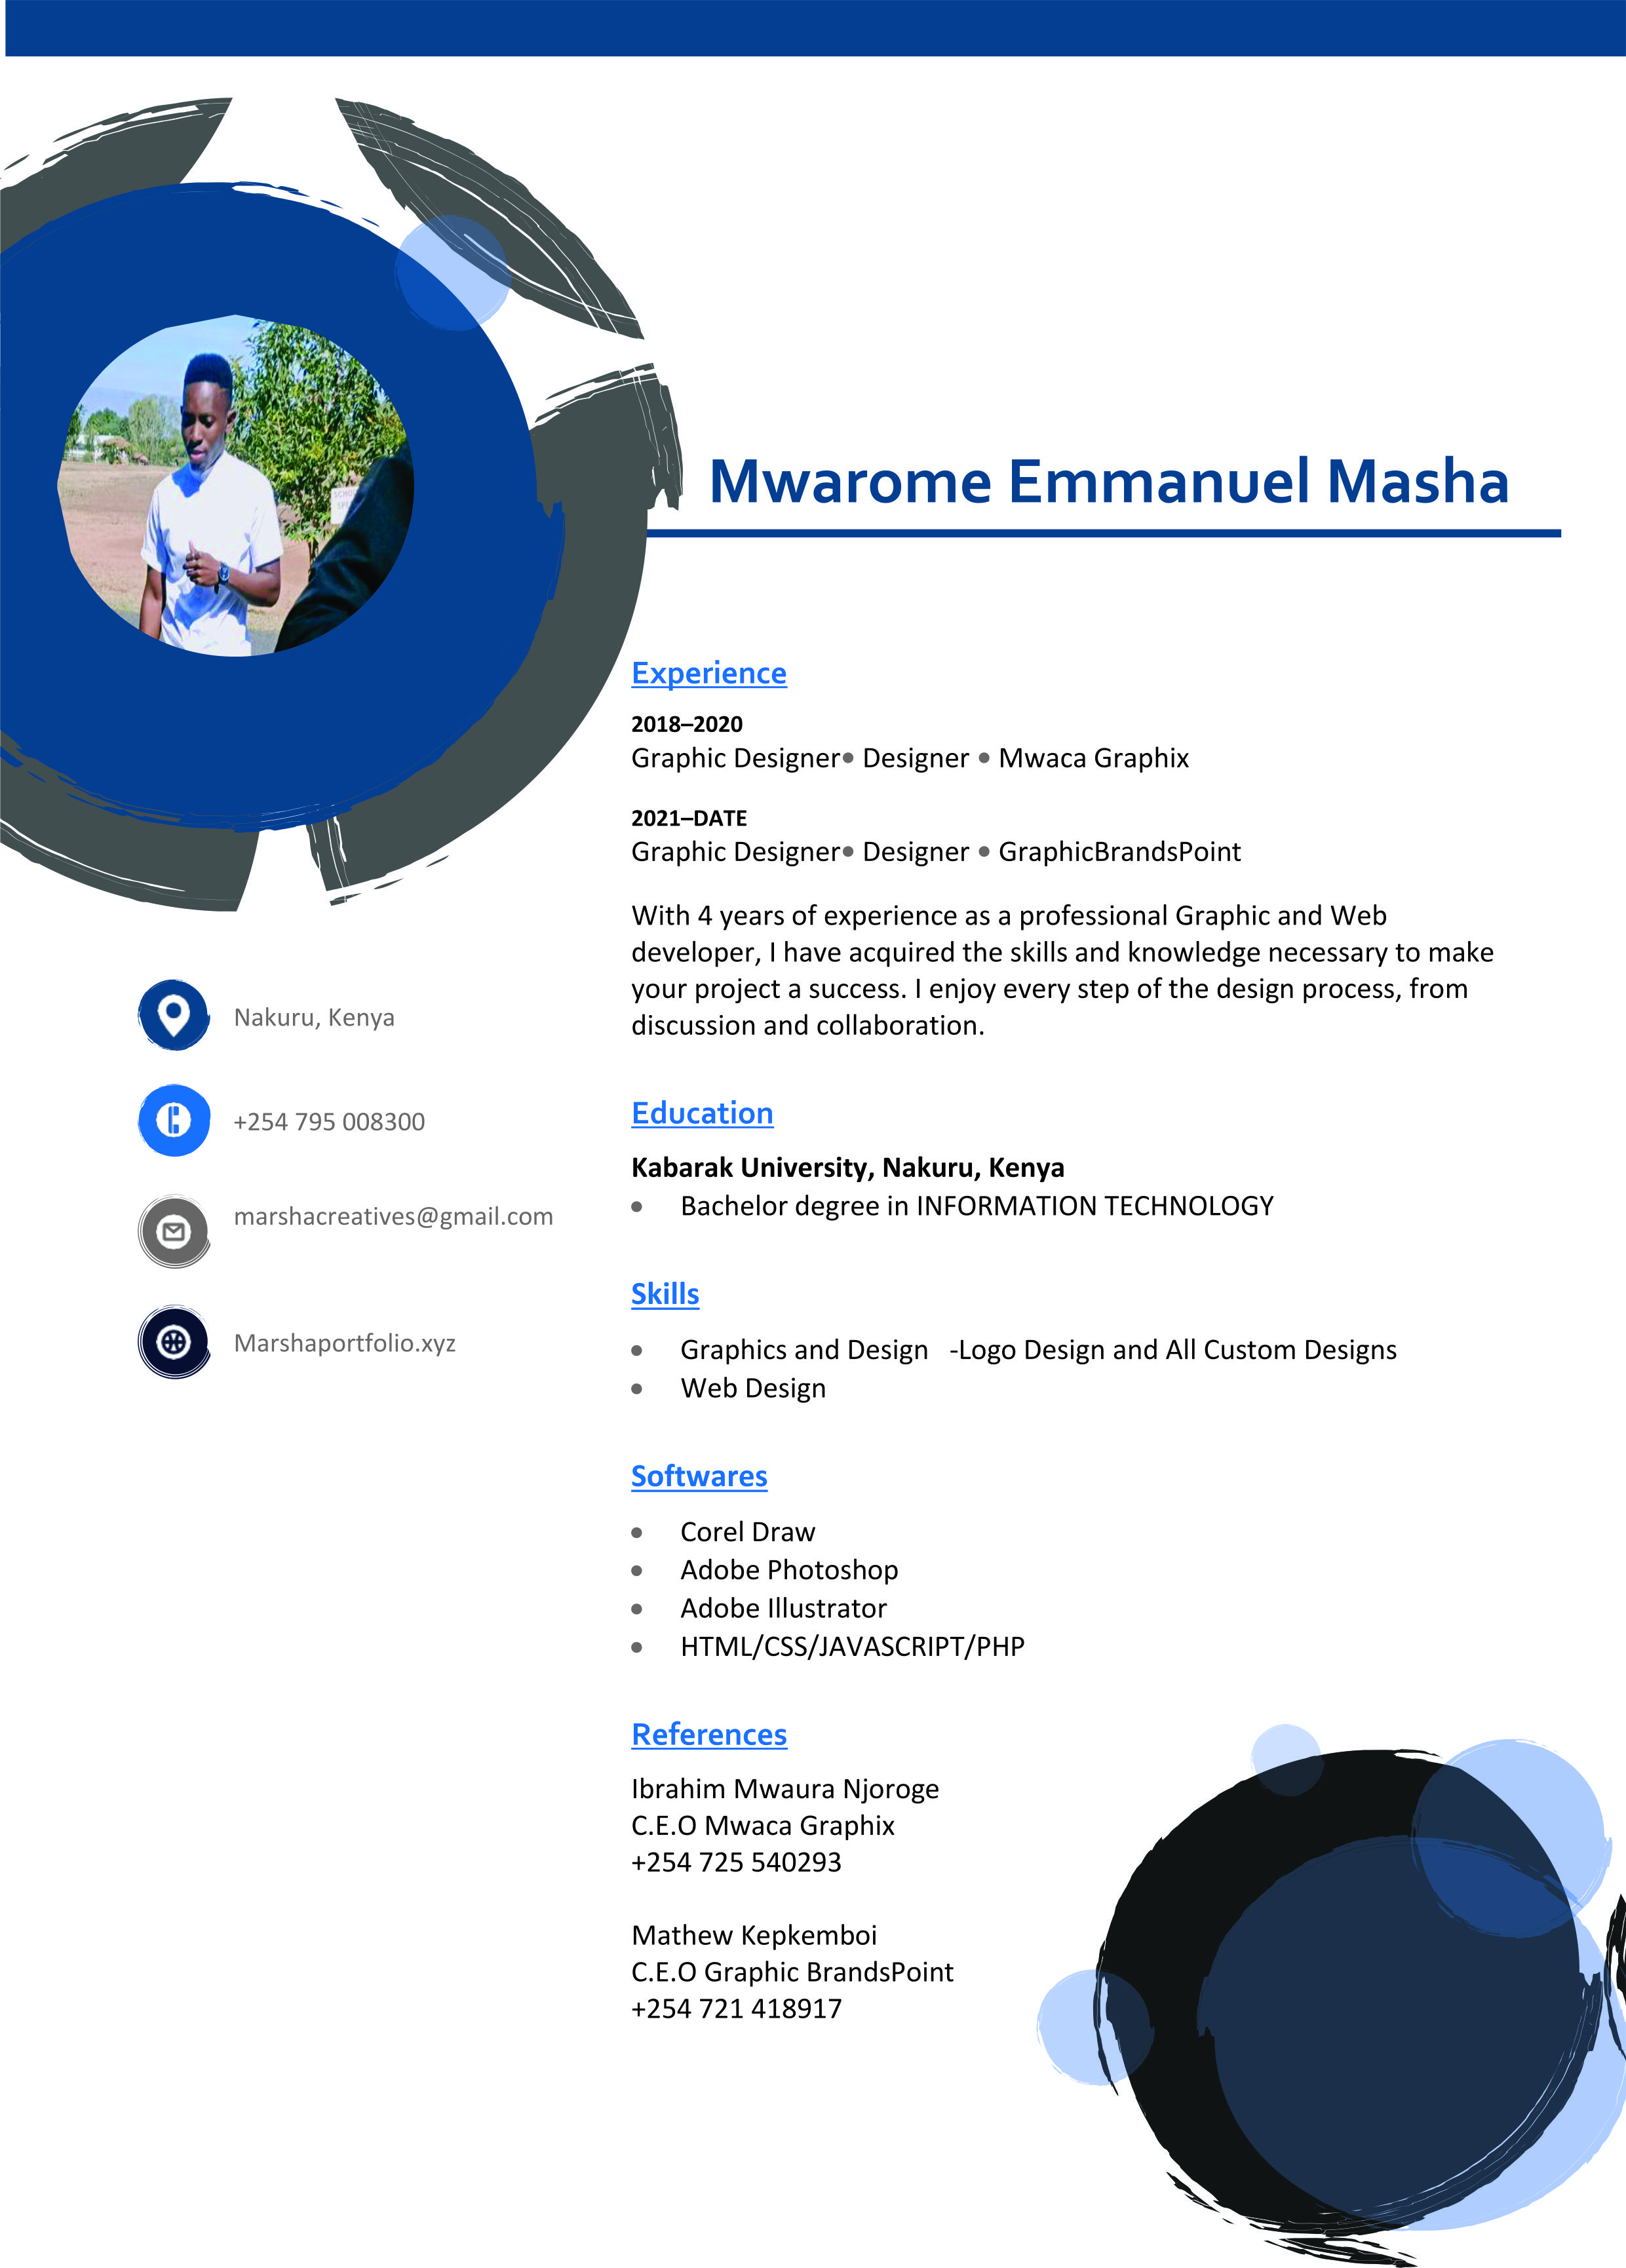 Mwarome Emmanuel Masha
Experience
2018–2020
Graphic Designer• Designer • Mwaca Graphix
2021–DATE
Graphic Designer• Designer • GraphicBrandsPoint
With 4 years of experience as a professional Graphic and Web
developer, I have acquired the skills and knowledge necessary to make
your project a success. I enjoy every step of the design process, from
discussion and collaboration.
Nakuru, Kenya
+254 795 008300
marshacreatives@gmail.com
Marshaportfolio.xyz
Education
Kabarak University, Nakuru, Kenya
• Bachelor degree in INFORMATION TECHNOLOGY
Skills
• Graphics and Design -Logo Design and All Custom Designs
• Web Design
Softwares
• Corel Draw
• Adobe Photoshop
• Adobe Illustrator
• HTML/CSS/JAVASCRIPT/PHP
References
Ibrahim Mwaura Njoroge
C.E.O Mwaca Graphix
+254 725 540293
Mathew Kepkemboi
C.E.O Graphic BrandsPoint
+254 721 418917